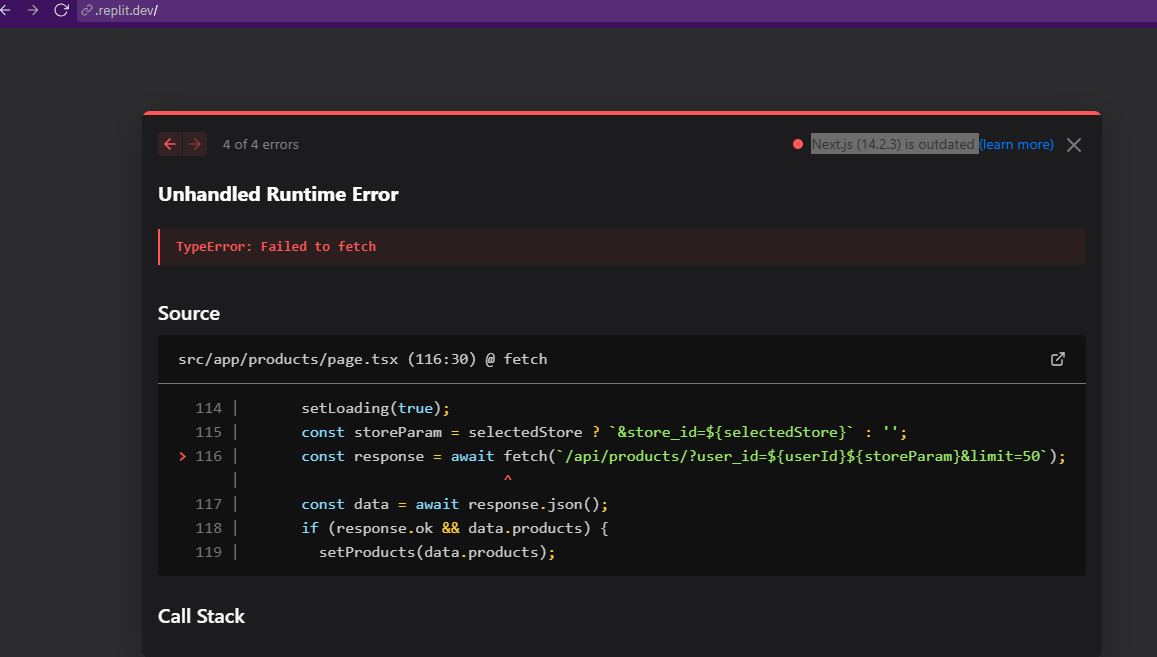 .replit.dev/
4 of 4 errors
Next.js (14.2.3) is outdated (learn more)
Unhandled Runtime Error
TypeError: Failed to fetch
Source
src/app/products/page.tsx (116:30) @ fetch
114 |       setLoading(true);
115 |       const storeParam = selectedStore ? `&store_id=${selectedStore}` : '';
> 116 |       const response = await fetch(`/api/products/?user_id=${userId}${storeParam}&limit=50`);
|                              ^
117 |       const data = await response.json();
118 |       if (response.ok && data.products) {
119 |         setProducts(data.products);
Call Stack